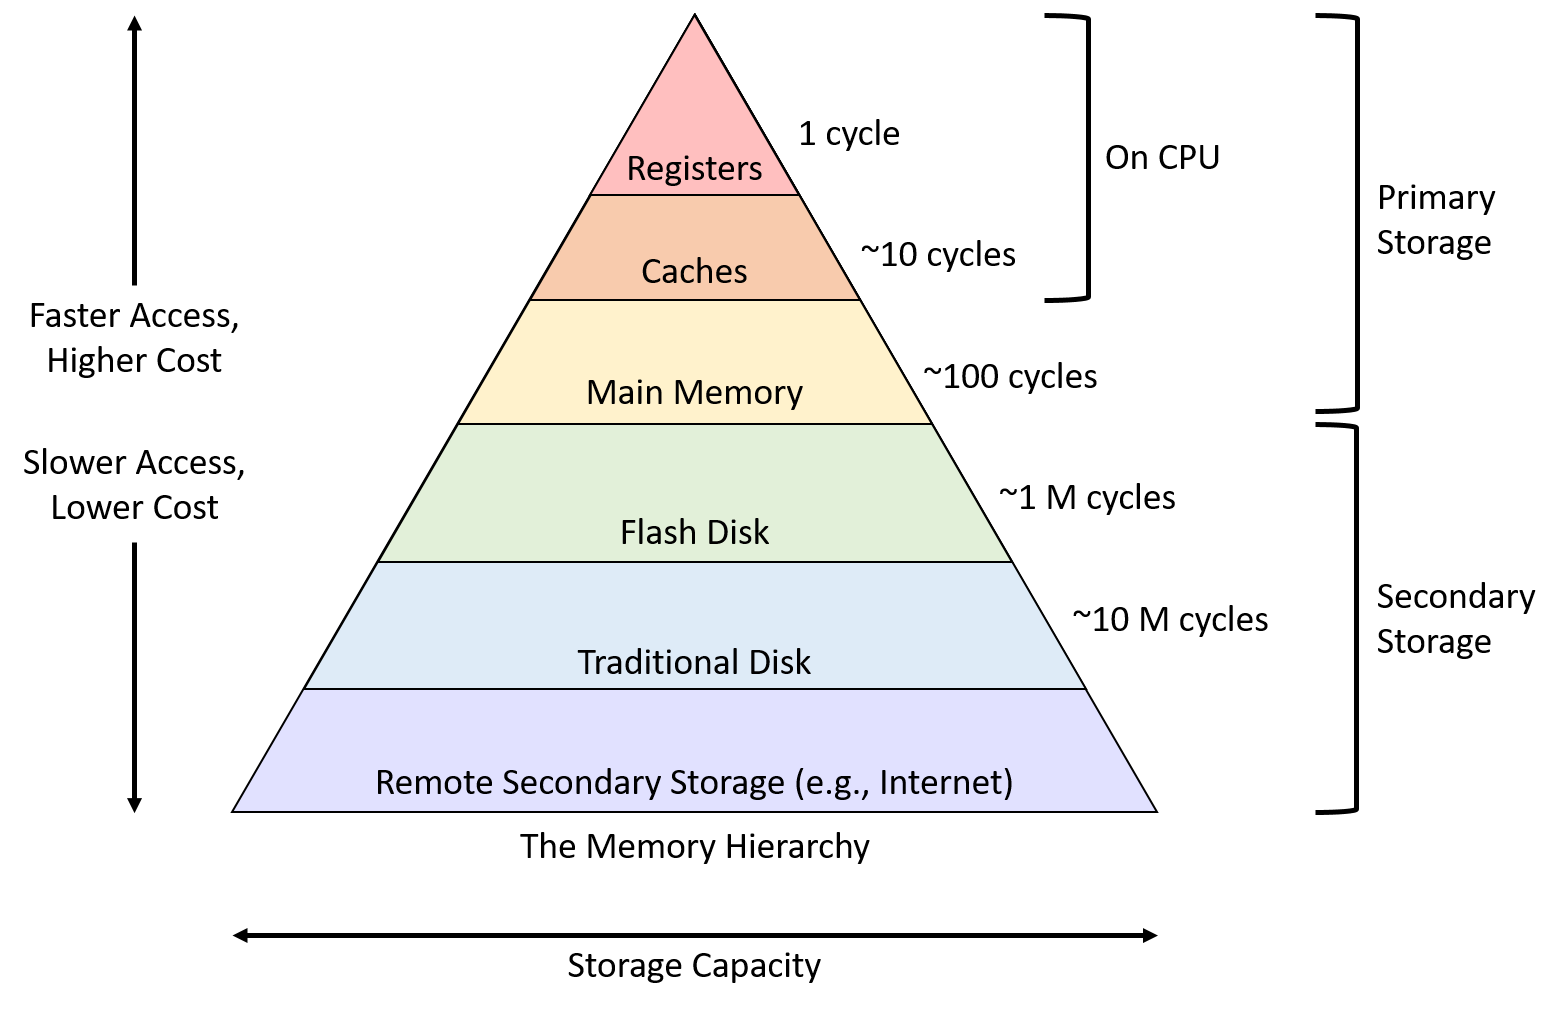 1 cycle
Registers
On CPU
Primary
Storage
~10 cycles
Caches
Faster Access,
Higher Cost
~100 cycles
Main Memory
Slower Access,
Lower Cost
~1 M cycles
Flash Disk
Secondary
Storage
~10 M cycles
Traditional Disk
Remote Secondary Storage (e.g., Internet)
The Memory Hierarchy
Storage Capacity